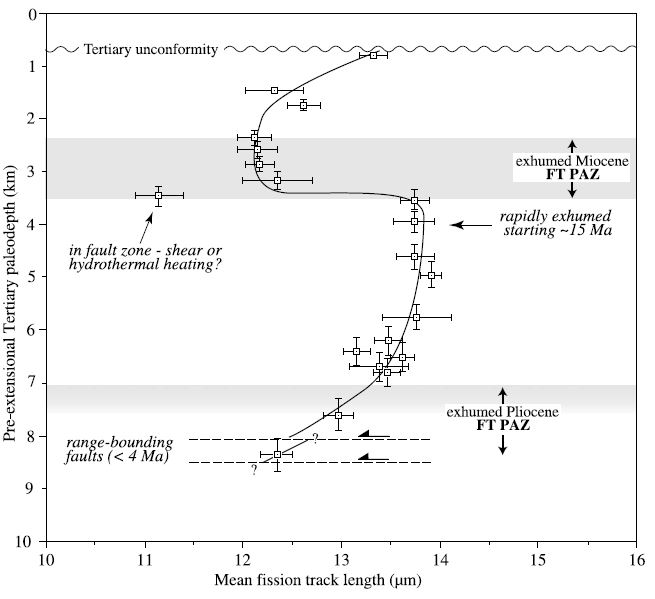 0
Tertiary unconformity
1
2
3
exhumed Miocene
FT PAZ
4
rapidly exhumed
starting ~15 Ma
in fault zone - shear or
hydrothermal heating?
5
6
7
exhumed Pliocene
FT PAZ
8
range-bounding
faults (< 4 Ma)
?
?
9
10
Pre-extensional Tertiary paleodepth (km)
10 11 12 13 14 15 16
Mean fission track length (µm)